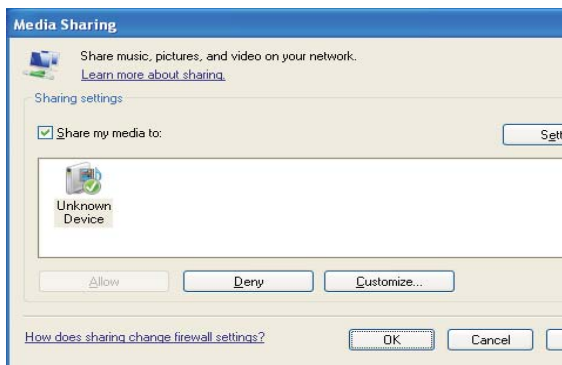 Media Sharing
Share music, pictures, and video on your network.
Learn more about sharing.
Sharing settings
Share my media to:
Sett
Unknown
Device
Allow
Deny
Customize...
How does sharing change firewall settings?
OK
Cancel